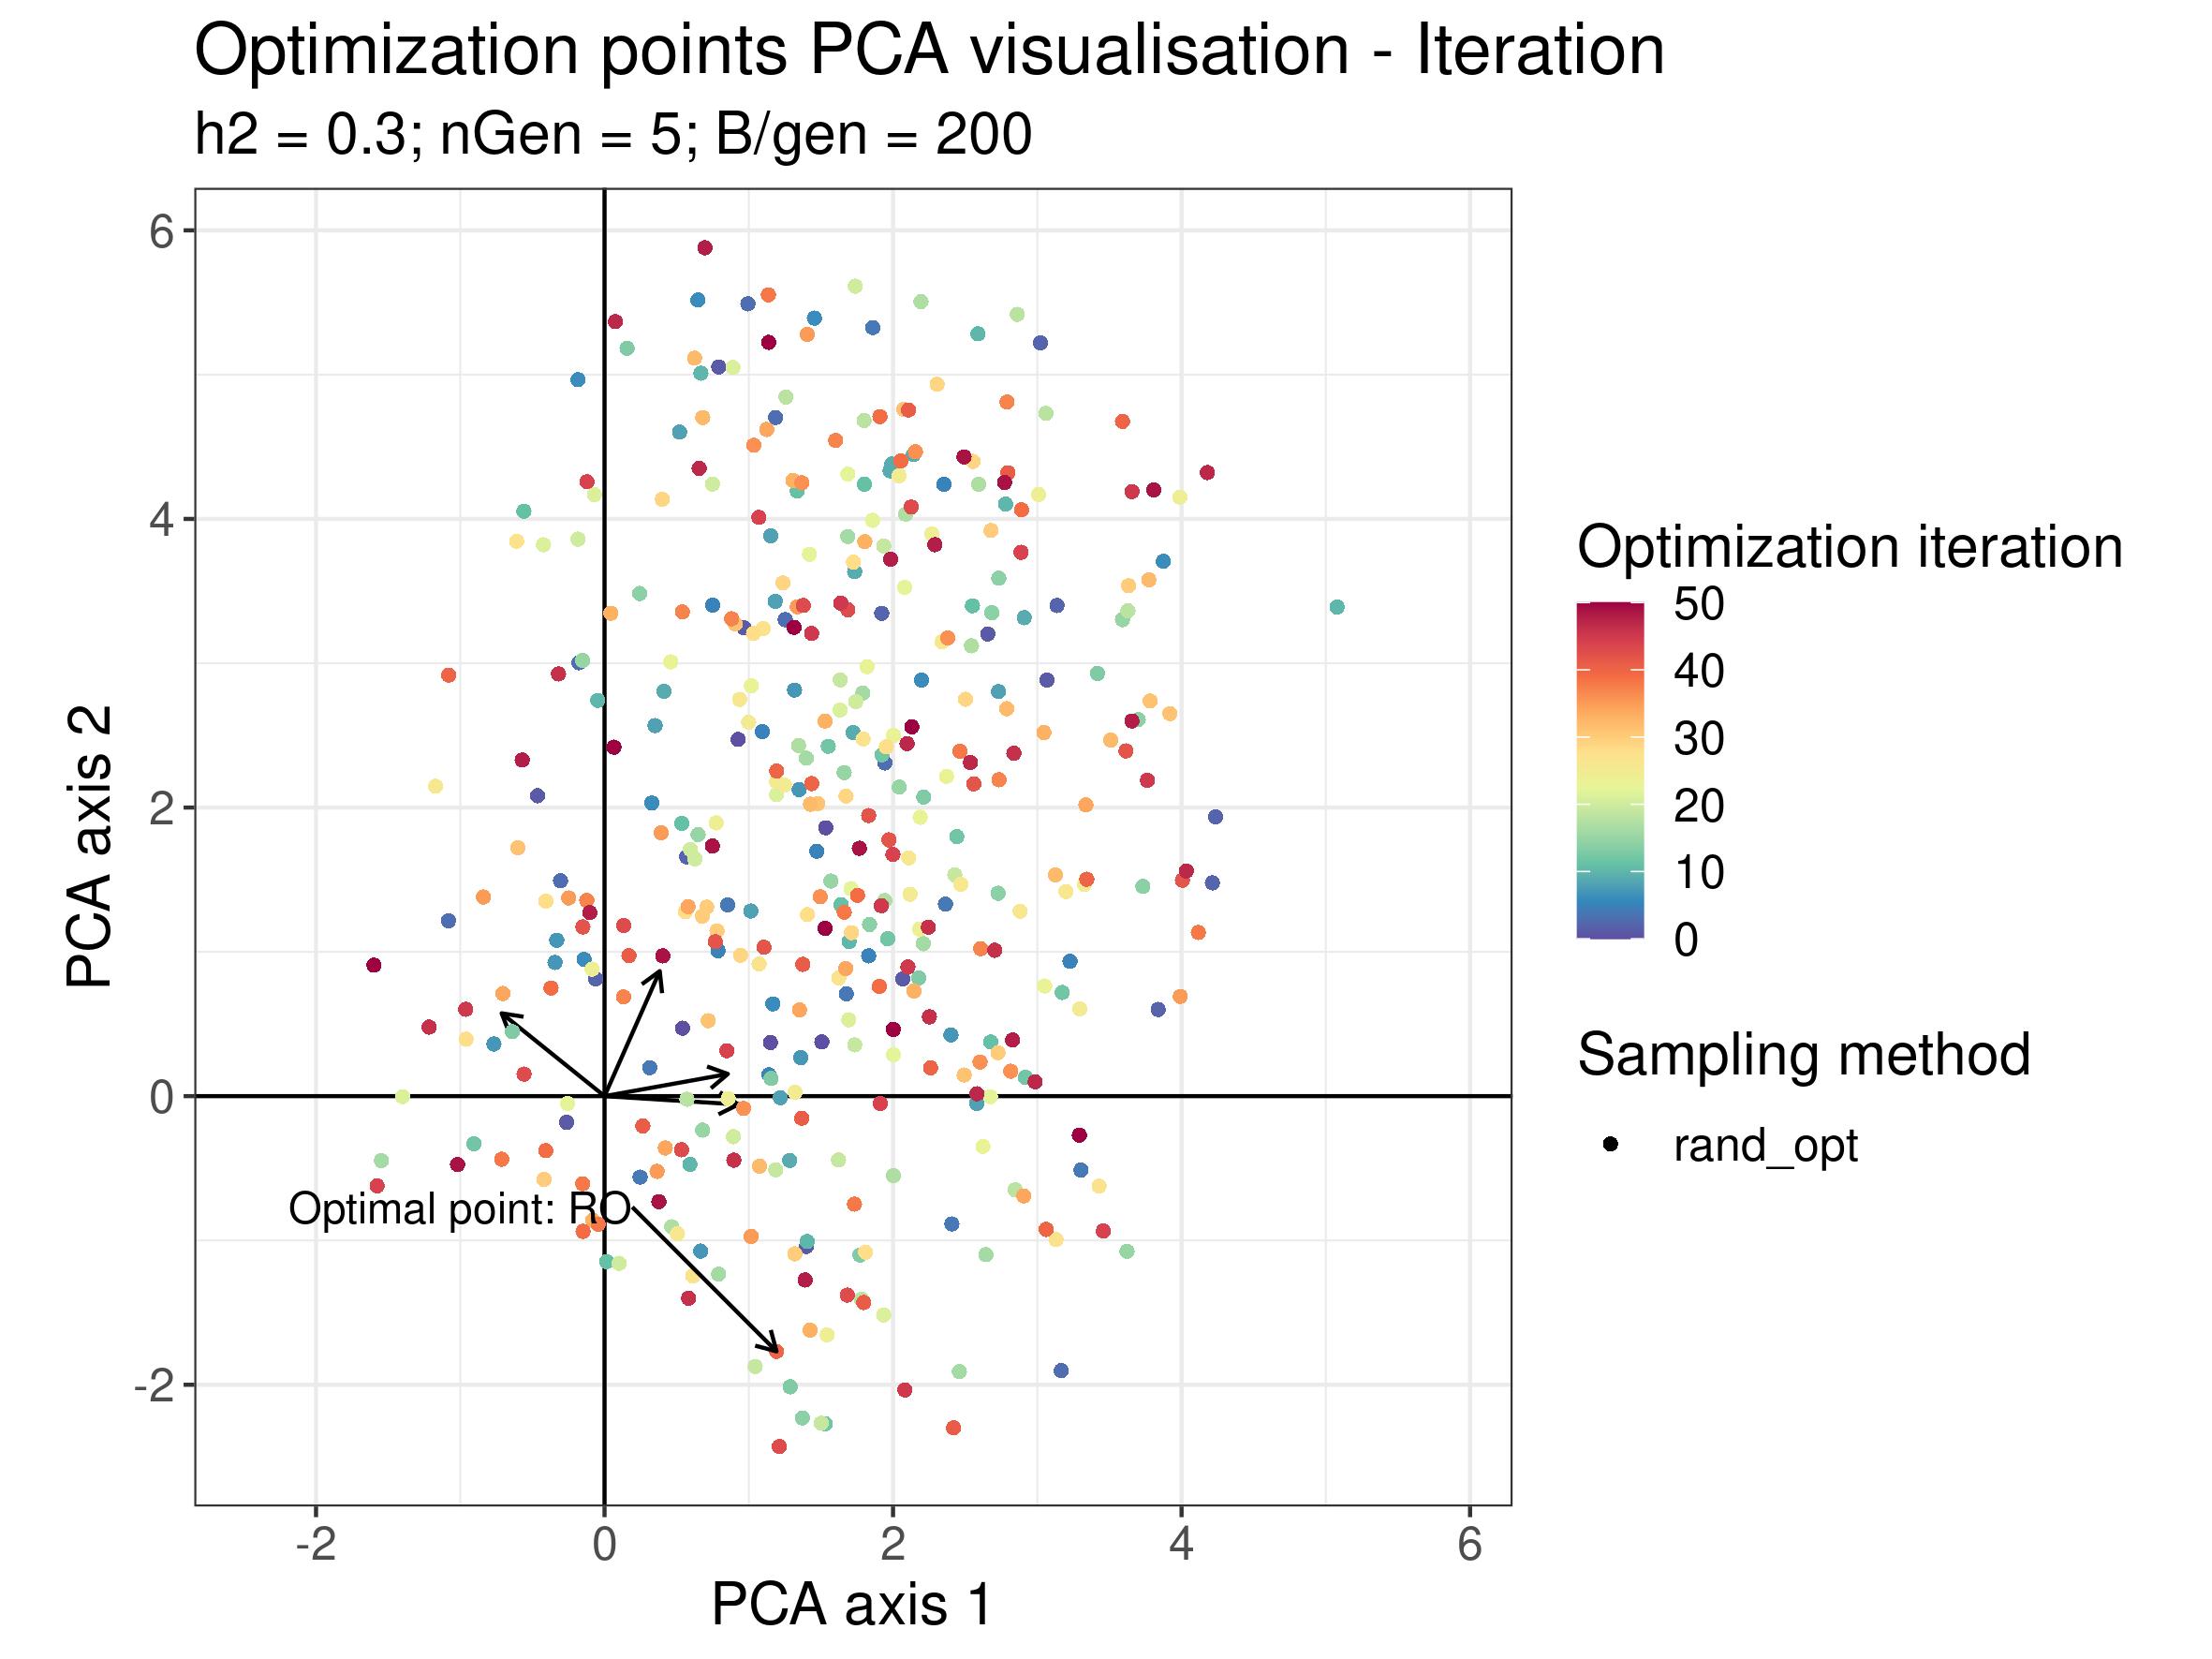 Optimization points PCA visualisation - Iteration
h2 = 0.3; nGen = 5; B/gen = 200
PCA axis 2
6
4
2
0
-2
Optimal point: RO
-2
0
2
4
6
PCA axis 1
Optimization iteration
50
40
30
20
10
0
Sampling method
rand_opt